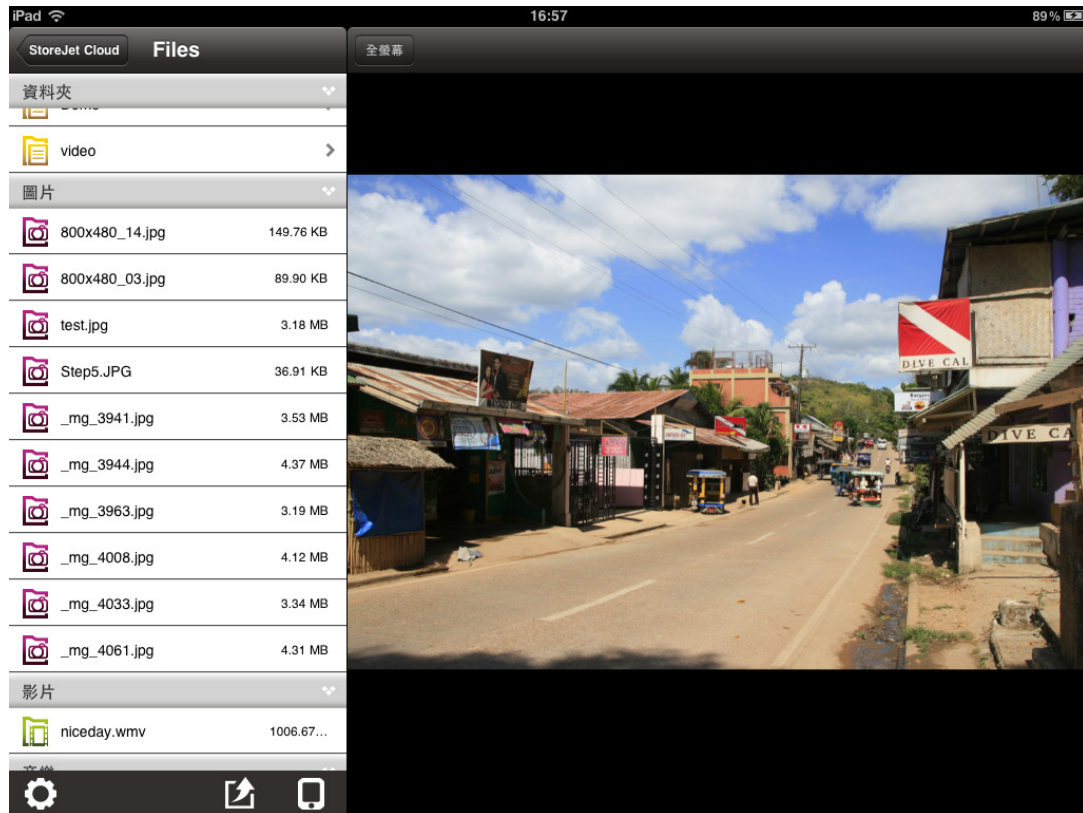 iPad 16:57 89%
StoreJet Cloud Files
全螢幕
資料夾
video
圖片
800x480_14.jpg 149.76 KB
800x480_03.jpg 89.90 KB
test.jpg 3.18 MB
Step5.JPG 36.91 KB
_mg_3941.jpg 3.53 MB
_mg_3944.jpg 4.37 MB
_mg_3963.jpg 3.19 MB
_mg_4008.jpg 4.12 MB
_mg_4033.jpg 3.34 MB
_mg_4061.jpg 4.31 MB
影片
niceday.wmv 1006.67...
DIVE CAL
Burgers
DIVE CA